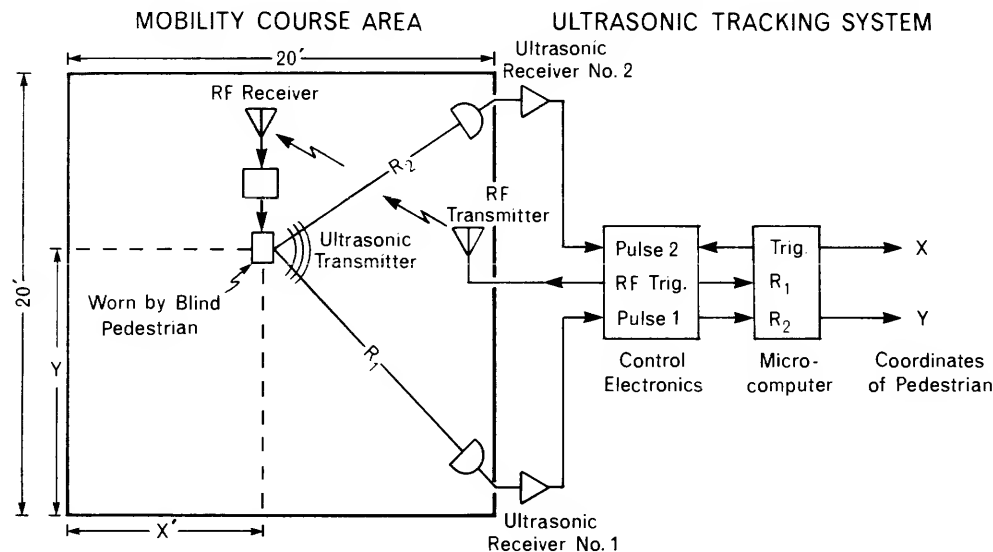 MOBILITY COURSE AREA
ULTRASONIC TRACKING SYSTEM
20′
Ultrasonic
Receiver No. 2
RF Receiver
R2
RF
Transmitter
Ultrasonic
Transmitter
20′
Worn by Blind
Pedestrian
Y
R1
Pulse 2
RF Trig.
Pulse 1
Trig.
R1
R2
X
Y
Control
Electronics
Micro-
computer
Coordinates
of Pedestrian
X′
Ultrasonic
Receiver No. 1